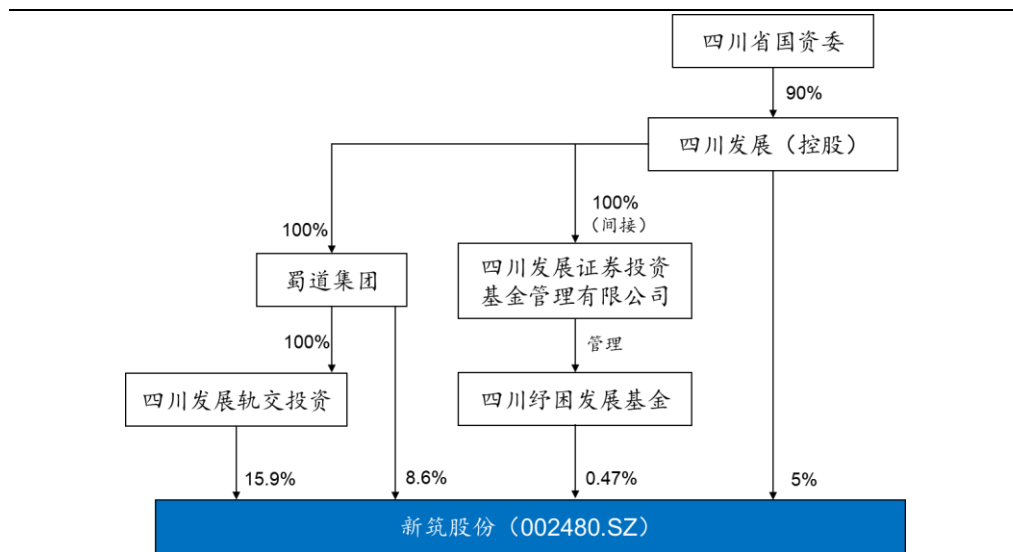 四川省国资委
90%
四川发展（控股）
100%
100%
（间接）
蜀道集团
四川发展证券投资
基金管理有限公司
100%
管理
四川发展轨交投资
四川纾困发展基金
15.9%
8.6%
0.47%
5%
新筑股份（002480.SZ）